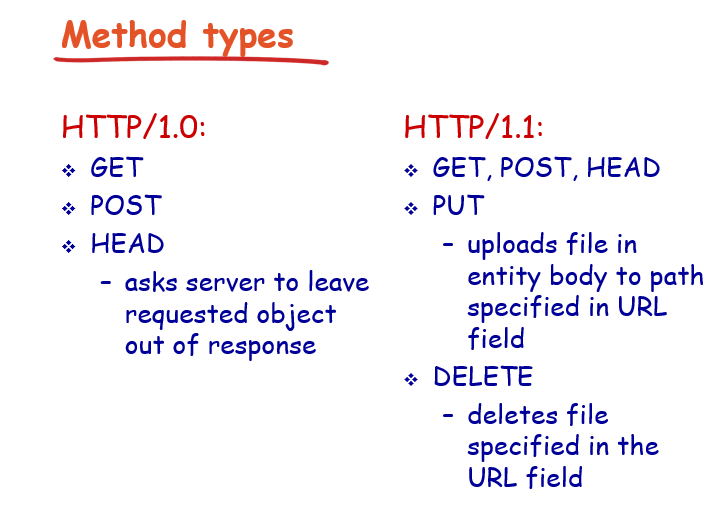 Method types
HTTP/1.0:
❖ GET
❖ POST
❖ HEAD
– asks server to leave
requested object
out of response
HTTP/1.1:
❖ GET, POST, HEAD
❖ PUT
– uploads file in
entity body to path
specified in URL
field
❖ DELETE
– deletes file
specified in the
URL field